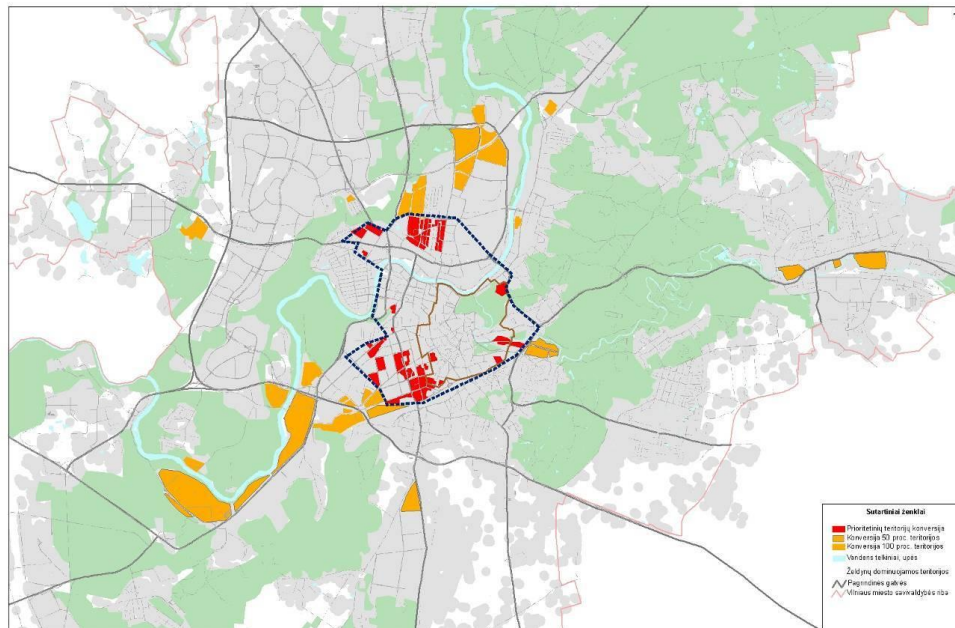 Sutartiniai ženklai
Prioritetinių teritorijų konversija
Konversija 50 proc. teritorijos
Konversija 100 proc. teritorijos
Vandens telkiniai, upės
Želdynų dominuojamos teritorijos
Pagrindinės gatvės
Vilniaus miesto savivaldybės riba